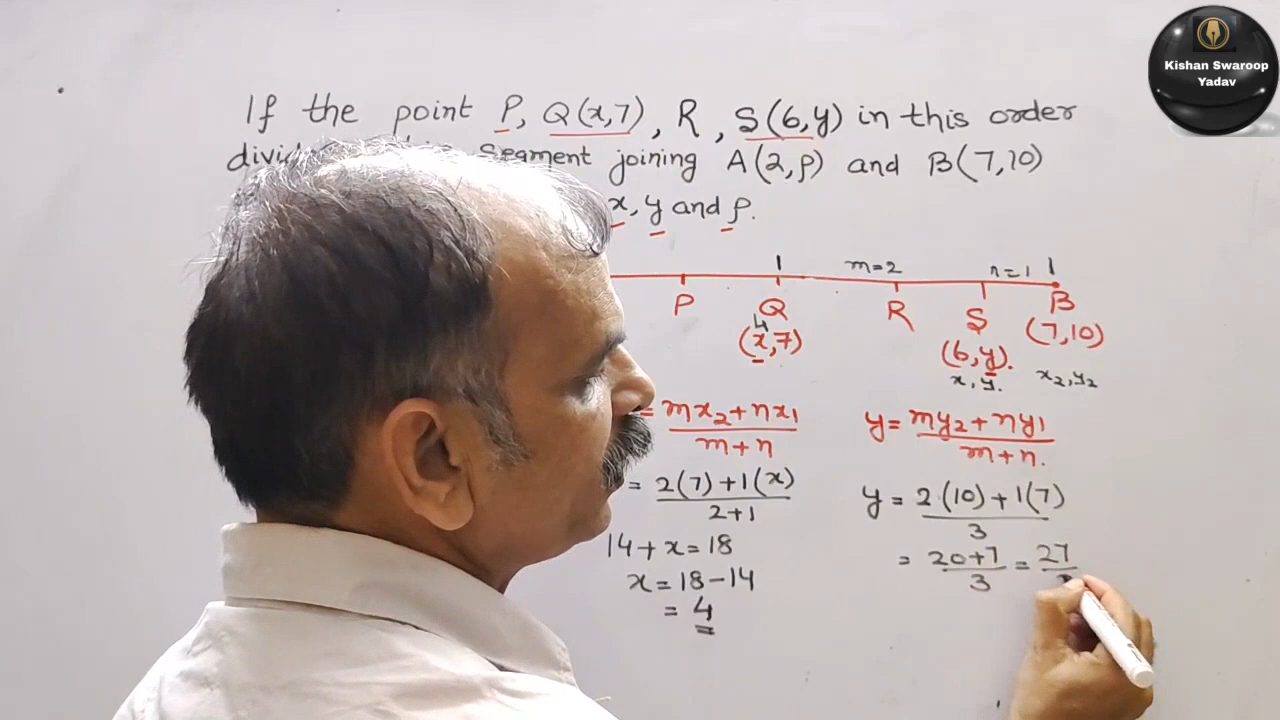 Kishan Swaroop
Yadav
If the point P, Q(x,7), R, S(6,y) in this order
segment joining A(2,p) and B(7,10)
x, y and p.
1 m=2 n=1 1
P Q R S B
4
(x,7) (6,y). (7,10)
x, y. x2, y2
= mx2+nx1
m+n
= 2(7)+1(x)
2+1
14+x=18
x=18-14
= 4
y= my2+ny1
m+n.
y = 2(10)+1(7)
3
= 20+7 = 27
3